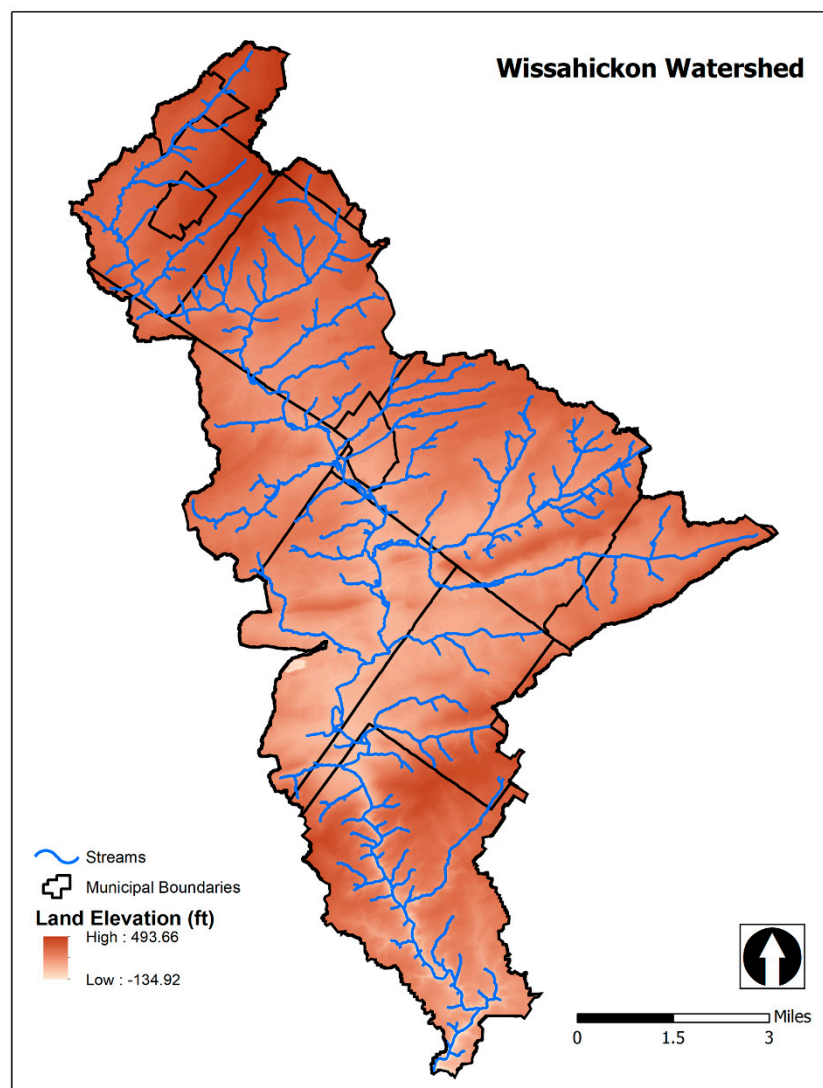 Wissahickon Watershed
Streams
Municipal Boundaries
Land Elevation (ft)
High : 493.66
Low : -134.92
Miles
0 1.5 3